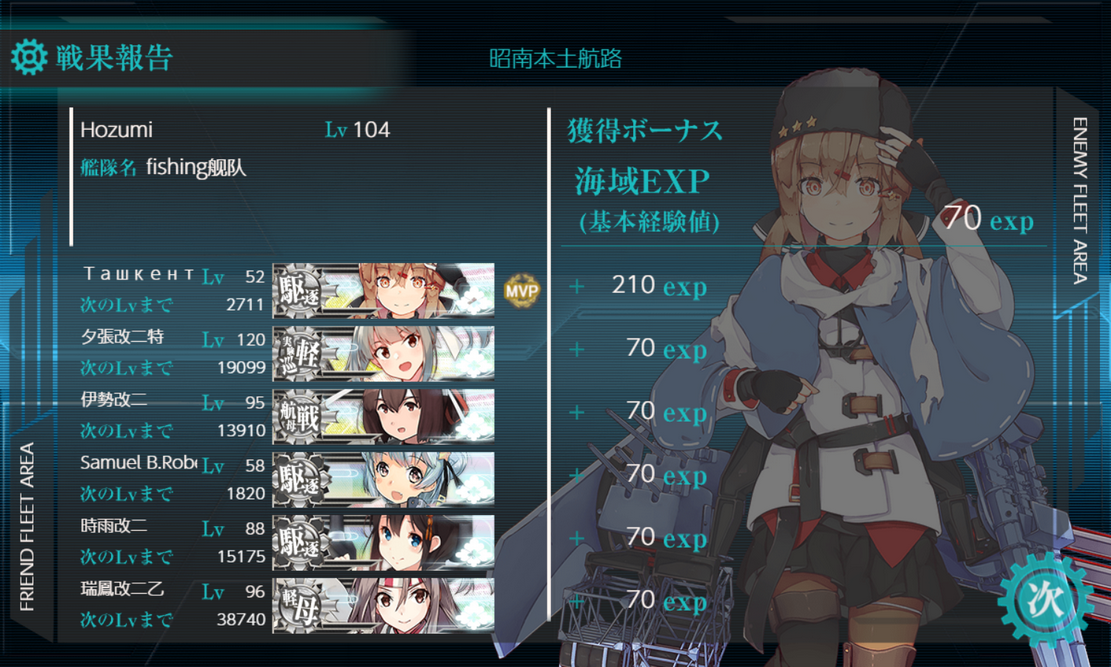 戦果報告
昭南本土航路
Hozumi Lv 104
艦隊名 fishing舰队
獲得ボーナス
海域EXP
(基本経験値)
70 exp
Ташкент Lv 52
次のLvまで 2711
駆逐
MVP
+ 210 exp
夕張改二特 Lv 120
次のLvまで 19099
実験軽巡
+ 70 exp
伊勢改二 Lv 95
次のLvまで 13910
航戦母
+ 70 exp
Samuel B.Robe Lv 58
次のLvまで 1820
駆逐
+ 70 exp
時雨改二 Lv 88
次のLvまで 15175
駆逐
+ 70 exp
瑞鳳改二乙 Lv 96
次のLvまで 38740
軽母
+ 70 exp
次
FRIEND FLEET AREA
ENEMY FLEET AREA